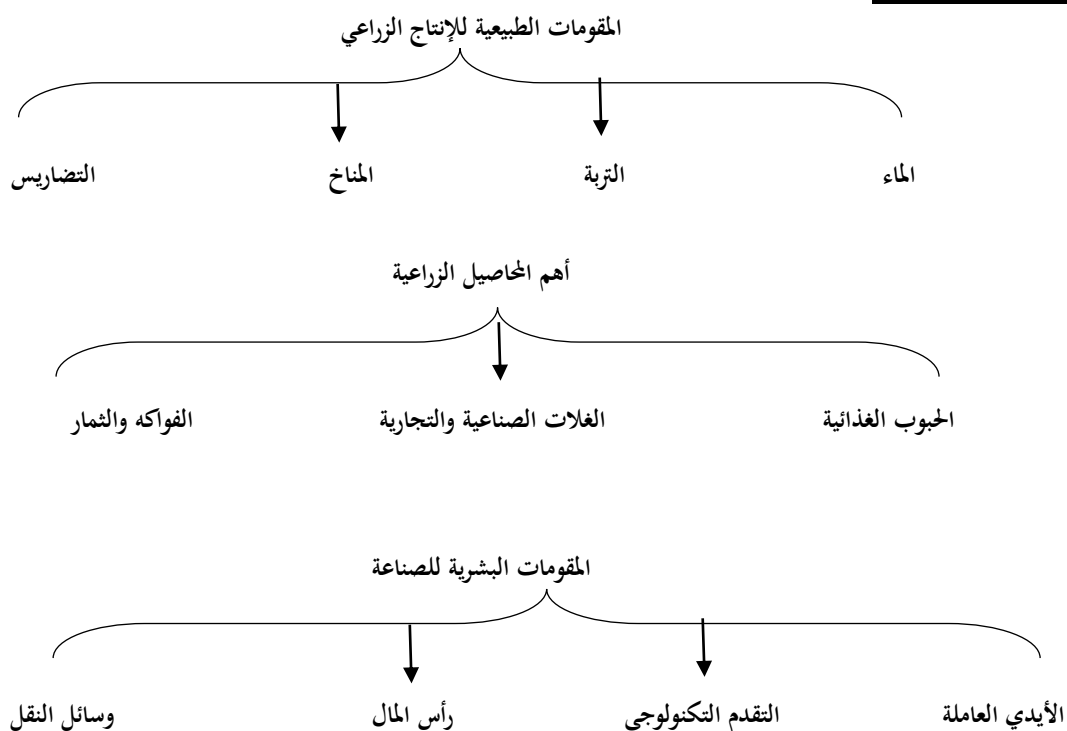 المقومات الطبيعية للإنتاج الزراعي
الماء التربة المناخ التضاريس
أهم المحاصيل الزراعية
الحبوب الغذائية الغلات الصناعية والتجارية الفواكه والثمار
المقومات البشرية للصناعة
الأيدي العاملة التقدم التكنولوجى رأس المال وسائل النقل